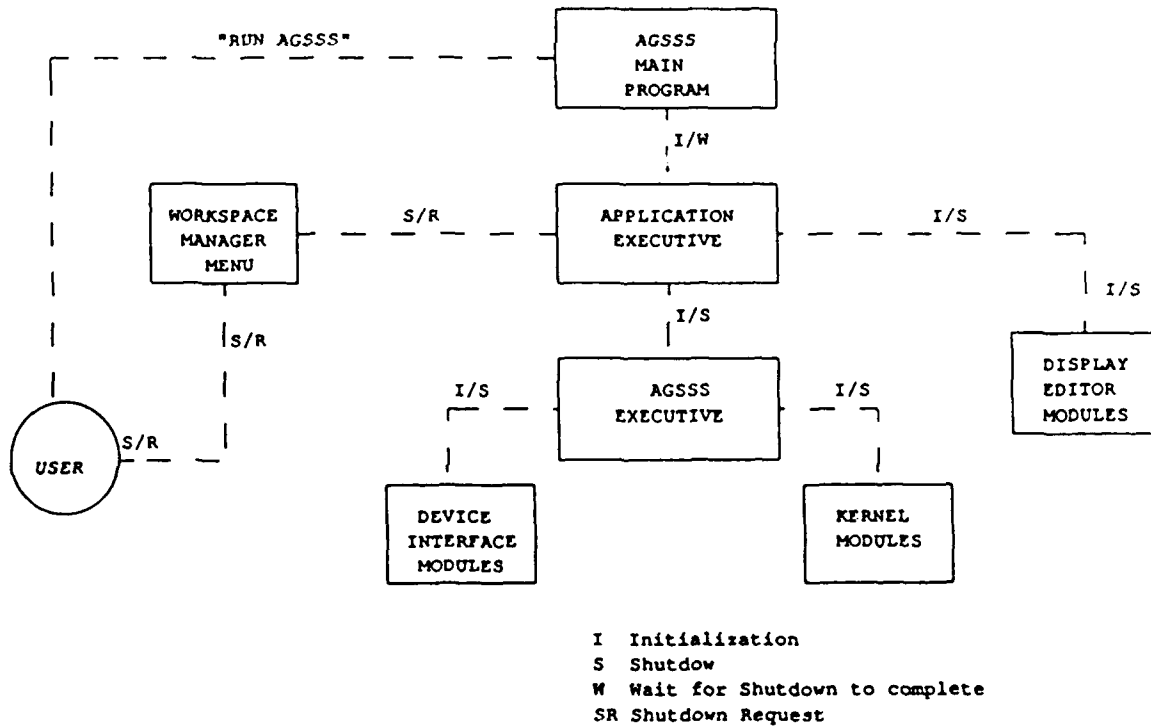 "RUN AGSSS"
AGSSS
MAIN
PROGRAM
I/W
WORKSPACE
MANAGER
MENU
S/R
APPLICATION
EXECUTIVE
I/S
I/S
S/R
I/S
DISPLAY
EDITOR
MODULES
I/S
AGSSS
EXECUTIVE
I/S
S/R
USER
DEVICE
INTERFACE
MODULES
KERNEL
MODULES
I Initialization
S Shutdow
W Wait for Shutdown to complete
SR Shutdown Request